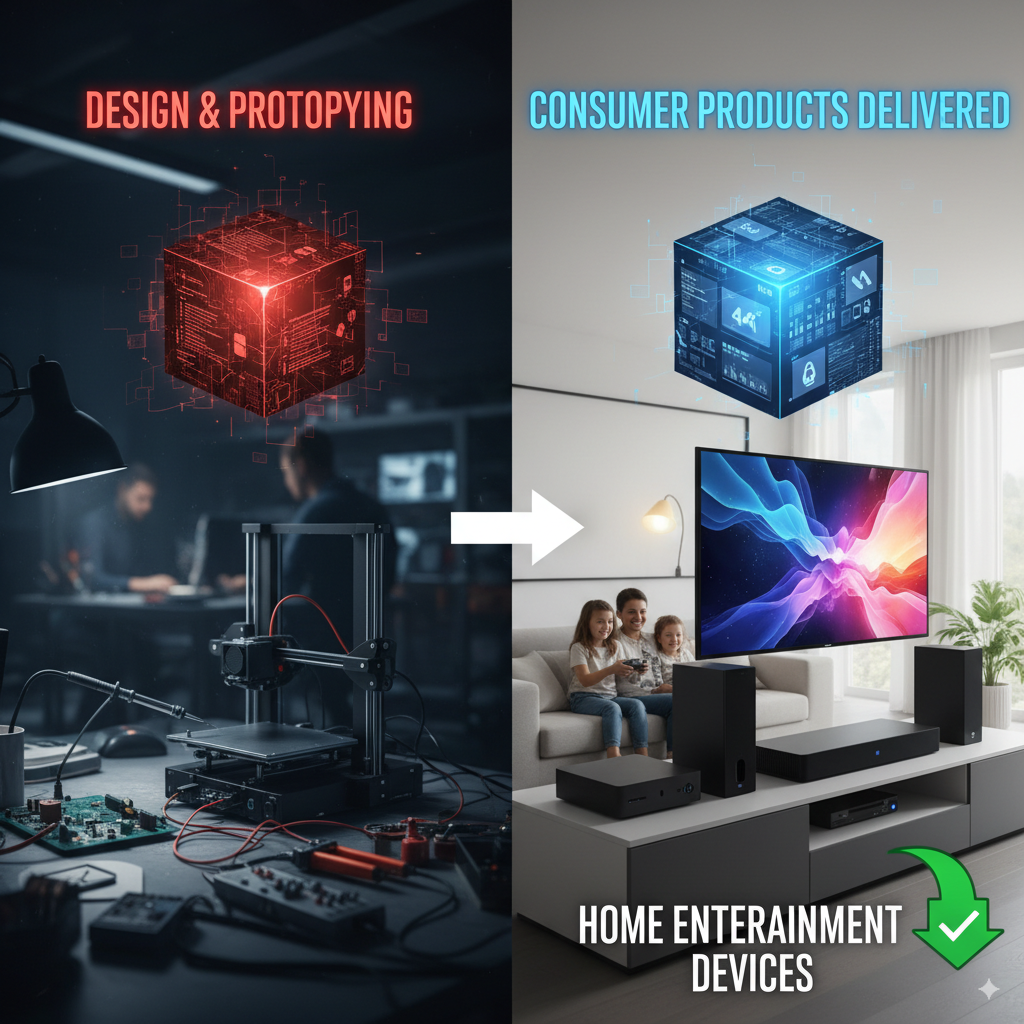 DESIGN & PROTOPYING
CONSUMER PRODUCTS DELIVERED
HOME ENTERAINMENT
DEVICES